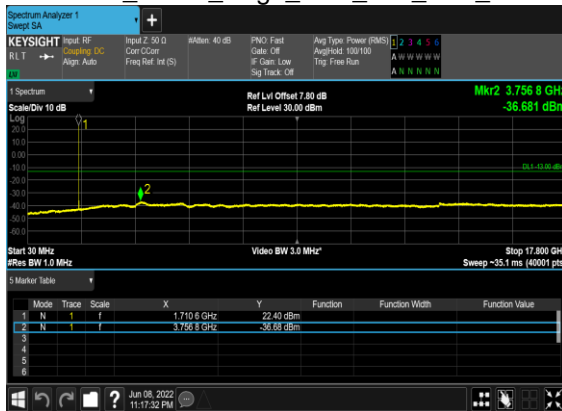 Spectrum Analyzer 1
Swept SA
KEYSIGHT Input: RF Input Z: 50 Ω #Atten: 40 dB PNO: Fast Avg Type: Power (RMS) 1 2 3 4 5 6
RLT Coupling: DC Corr CCorr Gate: Off Avg|Hold: 100/100 A W W W W W
Align: Auto Freq Ref: Int (S) IF Gain: Low Trig: Free Run
LXI Sig Track: Off A N N N N N
1 Spectrum Ref Lvl Offset 7.80 dB Mkr2 3.756 8 GHz
Scale/Div 10 dB Ref Level 30.00 dBm -36.681 dBm
Log
20.0 1
10.0
0.00
-10.0 DL1 -13.00 dBm
-20.0
-30.0 2
-40.0
-50.0
-60.0
Start 30 MHz Video BW 3.0 MHz* Stop 17.800 GHz
#Res BW 1.0 MHz Sweep ~35.1 ms (40001 pts)
5 Marker Table
Mode Trace Scale X Y Function Function Width Function Value
1 N 1 f 1.710 6 GHz 22.40 dBm
2 N 1 f 3.756 8 GHz -36.68 dBm
3
4
5
6
? Jun 08, 2022
11:17:32 PM